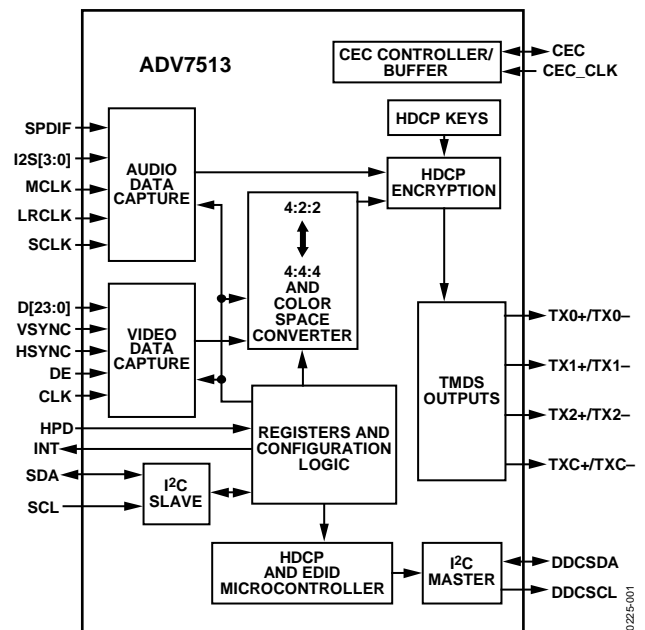 ADV7513
CEC CONTROLLER/
BUFFER
CEC
CEC_CLK
HDCP KEYS
SPDIF
I2S[3:0]
MCLK
LRCLK
SCLK
AUDIO
DATA
CAPTURE
HDCP
ENCRYPTION
4:2:2
4:4:4
AND
COLOR
SPACE
CONVERTER
D[23:0]
VSYNC
HSYNC
DE
CLK
VIDEO
DATA
CAPTURE
TMDS
OUTPUTS
TX0+/TX0–
TX1+/TX1–
TX2+/TX2–
TXC+/TXC–
HPD
INT
REGISTERS AND
CONFIGURATION
LOGIC
SDA
SCL
I2C
SLAVE
HDCP
AND EDID
MICROCONTROLLER
I2C
MASTER
DDCSDA
DDCSCL
0225-001